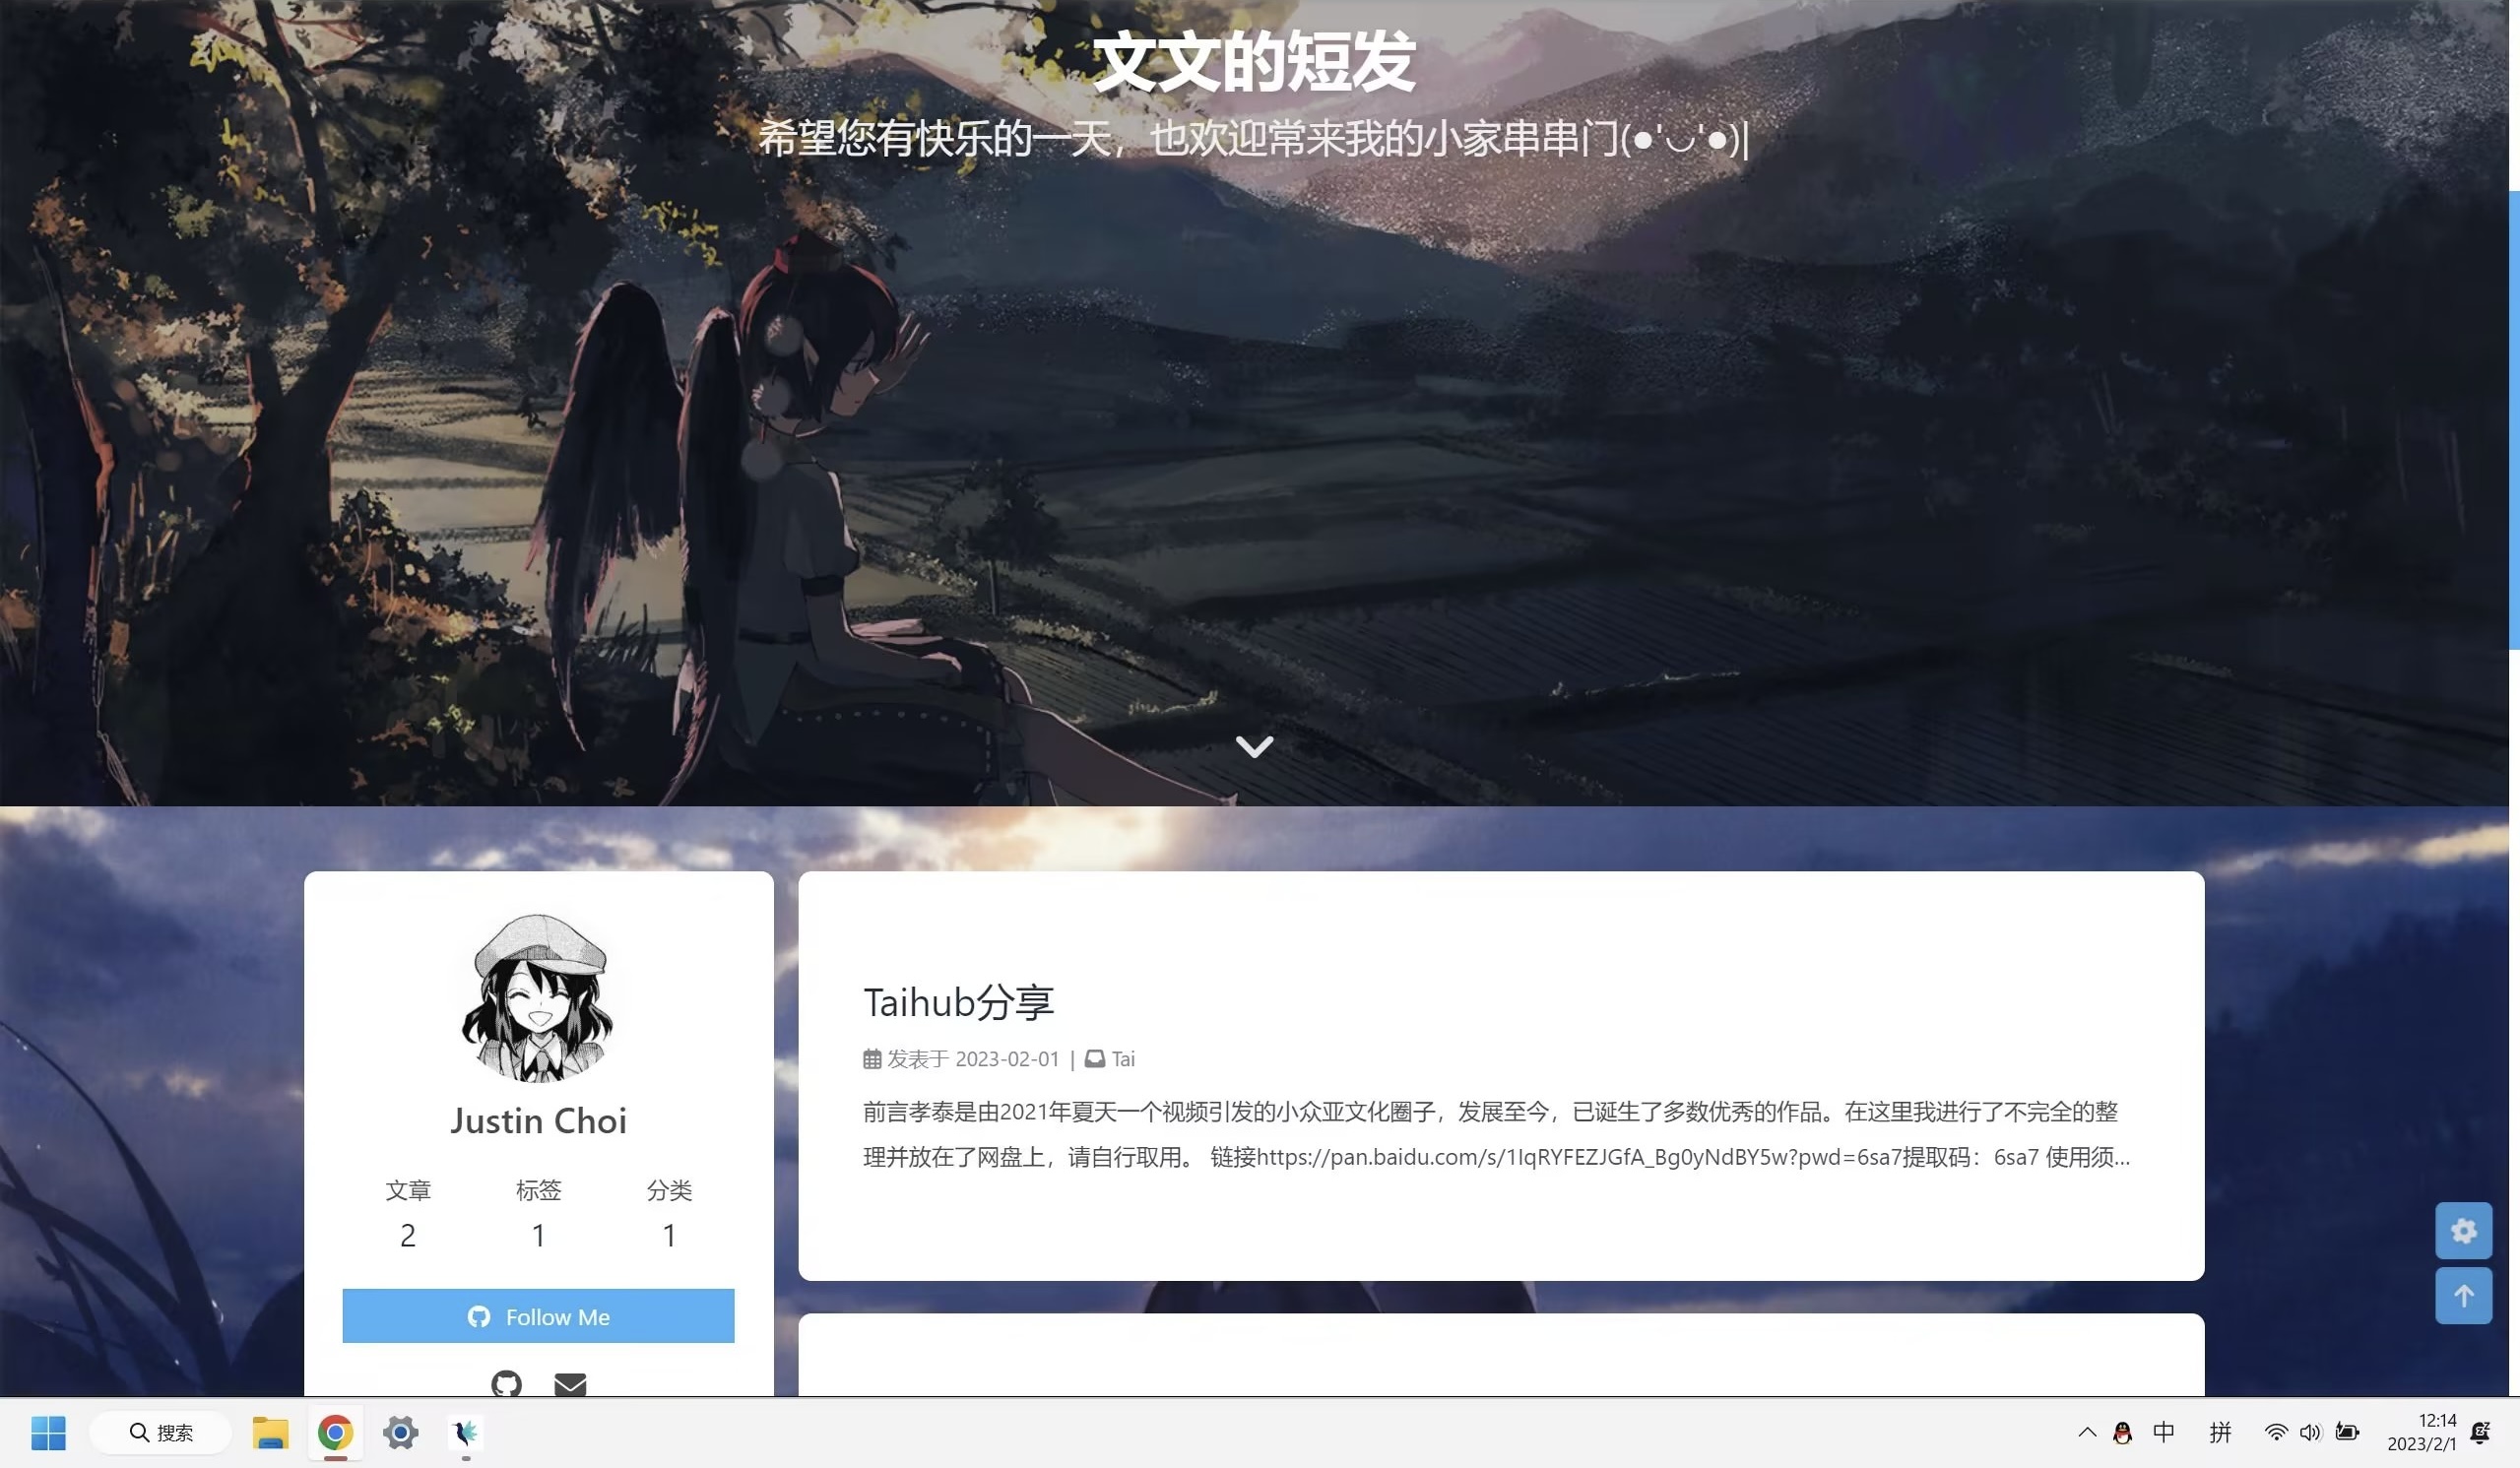 文文的短发
希望您有快乐的一天，也欢迎常来我的小家串串门(●'◡'●)|
Taihub分享
发表于 2023-02-01 | Tai
前言孝泰是由2021年夏天一个视频引发的小众亚文化圈子，发展至今，已诞生了多数优秀的作品。在这里我进行了不完全的整
理并放在了网盘上，请自行取用。 链接https://pan.baidu.com/s/1lqRYFEZJGfA_Bg0yNdBY5w?pwd=6sa7提取码：6sa7 使用须...
Justin Choi
文章 标签 分类
2 1 1
Follow Me
搜索
中 拼
12:14
2023/2/1